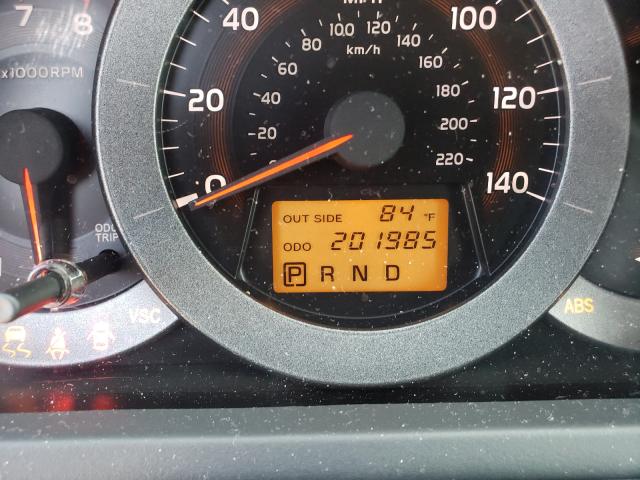 7 8
x1000RPM
MPH
0 20 40 100 120 140
km/h
20 40 60 80 100 120 140 160 180 200 220
OUT SIDE 84 °F
ODO 201985
P R N D
ODO
TRIP
VSC
ABS